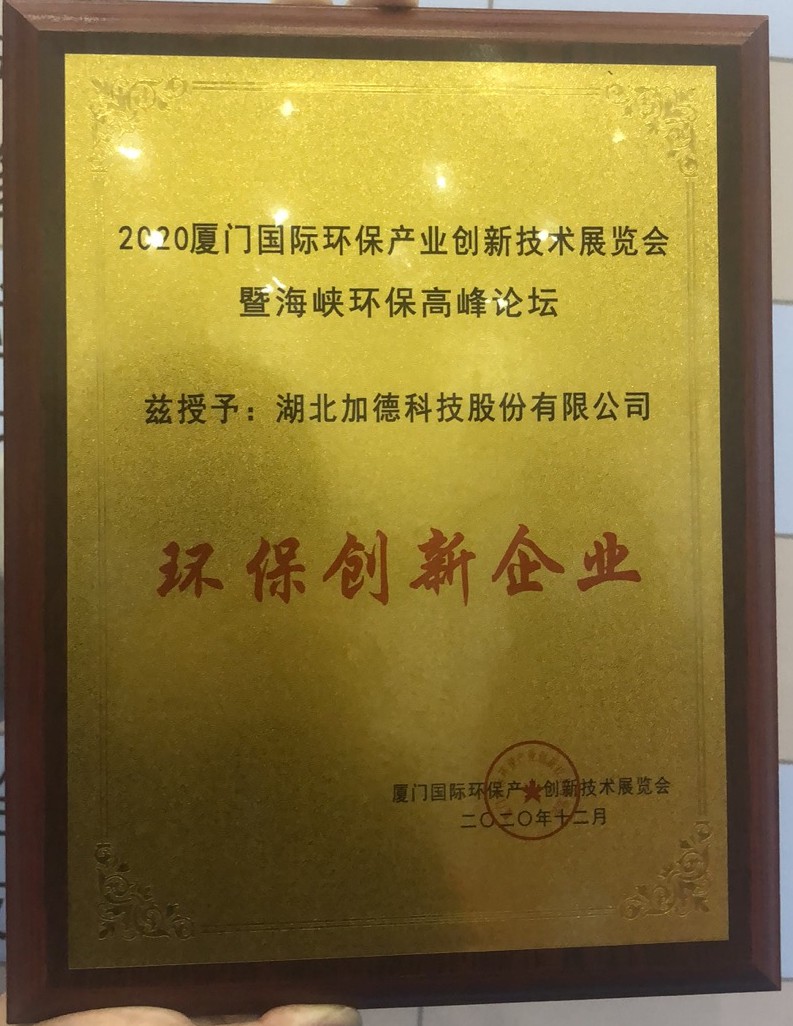 2020厦门国际环保产业创新技术展览会
暨海峡环保高峰论坛
兹授予：湖北加德科技股份有限公司
环保创新企业
厦门国际环保产业创新技术展览会
二〇二〇年十二月